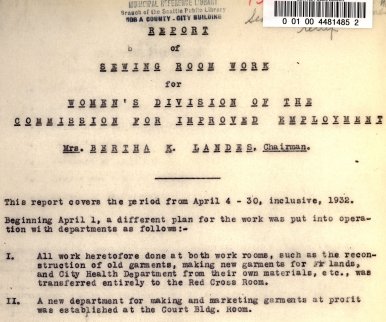 MUNICIPAL REFERENCE LIBRARY
Branch of the Seattle Public Library
COUNTY-CITY BUILDING
0 01 00 4481485 2
REPORT
of
SEWING ROOM WORK
for
WOMEN'S DIVISION OF THE
COMMISSION FOR IMPROVED EMPLOYMENT
Mrs. BERTHA K. LANDES, Chairman.
This report covers the period from April 4 - 30, inclusive, 1932.
Beginning April 1, a different plan for the work was put into opera-
tion with departments as follows:-
I. All work heretofore done at both work rooms, such as the recon-
struction of old garments, making new garments for Fr lands,
and City Health Department from their own materials, etc., was
transferred entirely to the Red Cross Room.
II. A new department for making and marketing garments at profit
was established at the Court Bldg. Room.